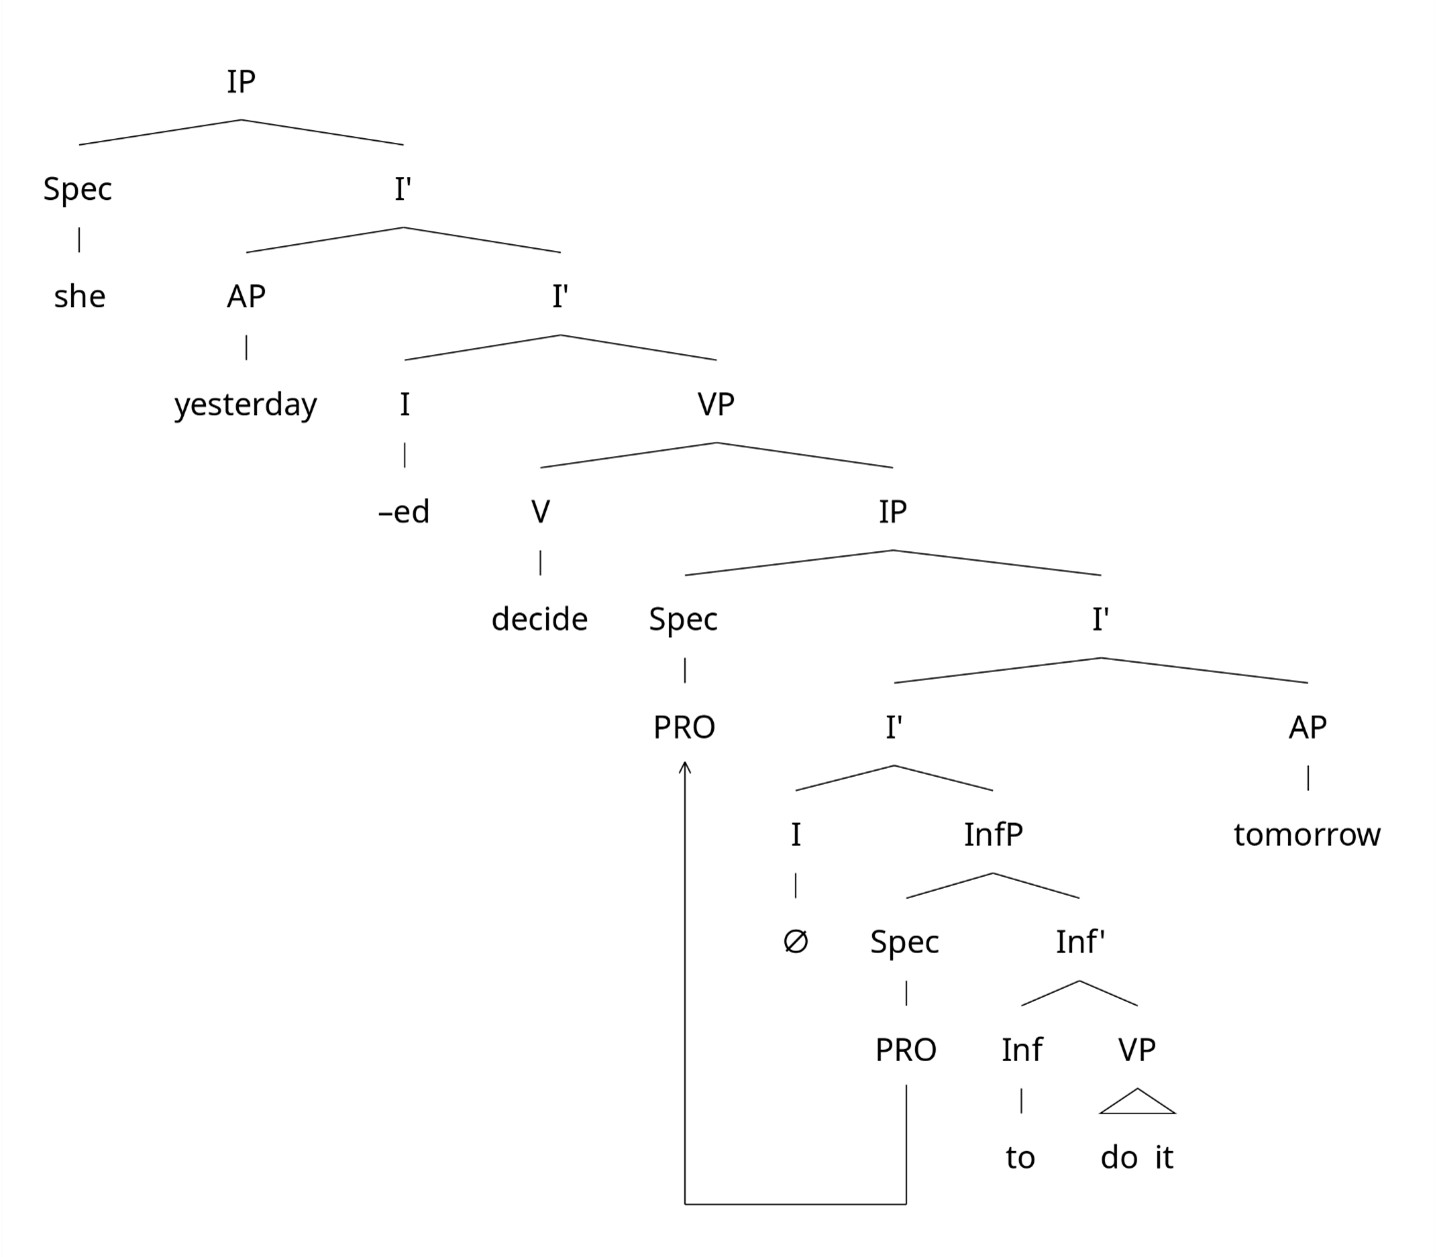 IP
Spec I'
she AP I'
yesterday I VP
–ed V IP
decide Spec I'
PRO I' AP
I InfP tomorrow
∅ Spec Inf'
PRO Inf VP
to do it